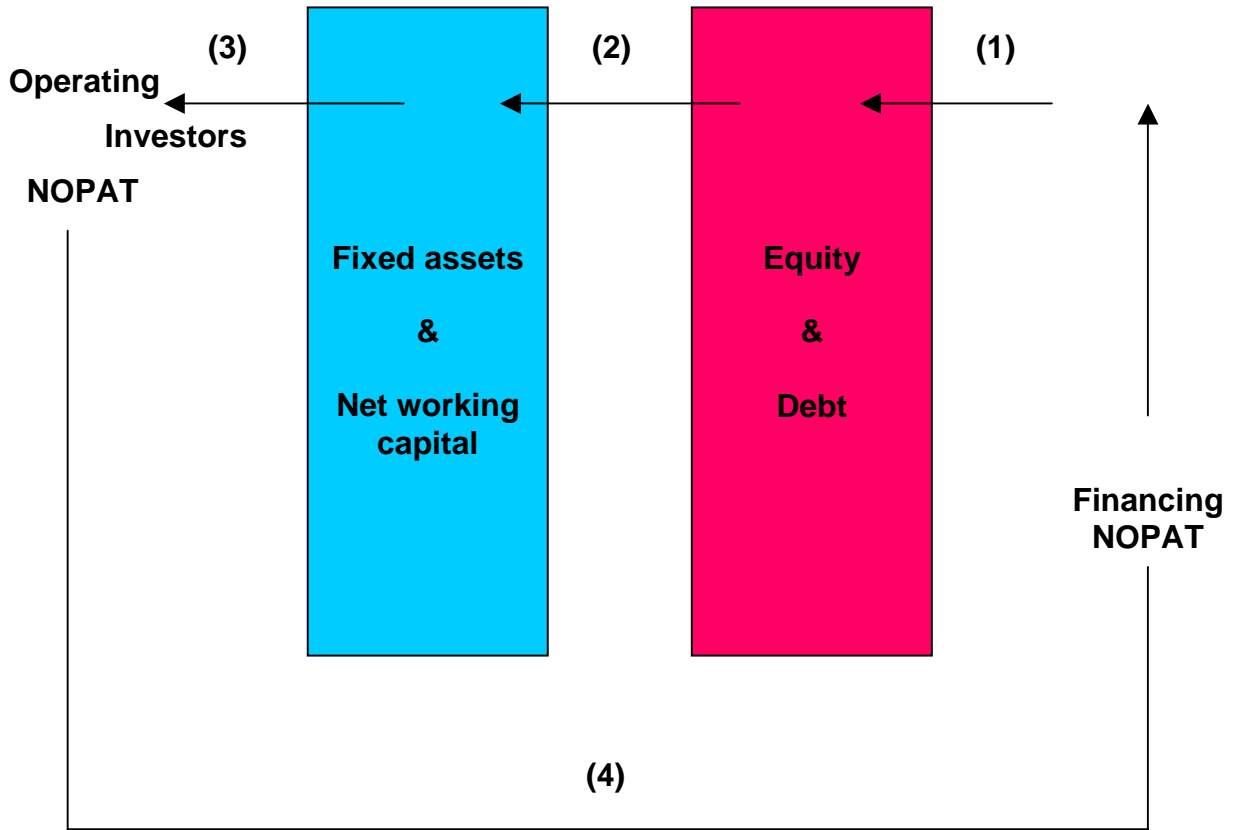 (3)
(2)
(1)
Operating
Investors
NOPAT
Fixed assets
&
Net working
capital
Equity
&
Debt
Financing
NOPAT
(4)